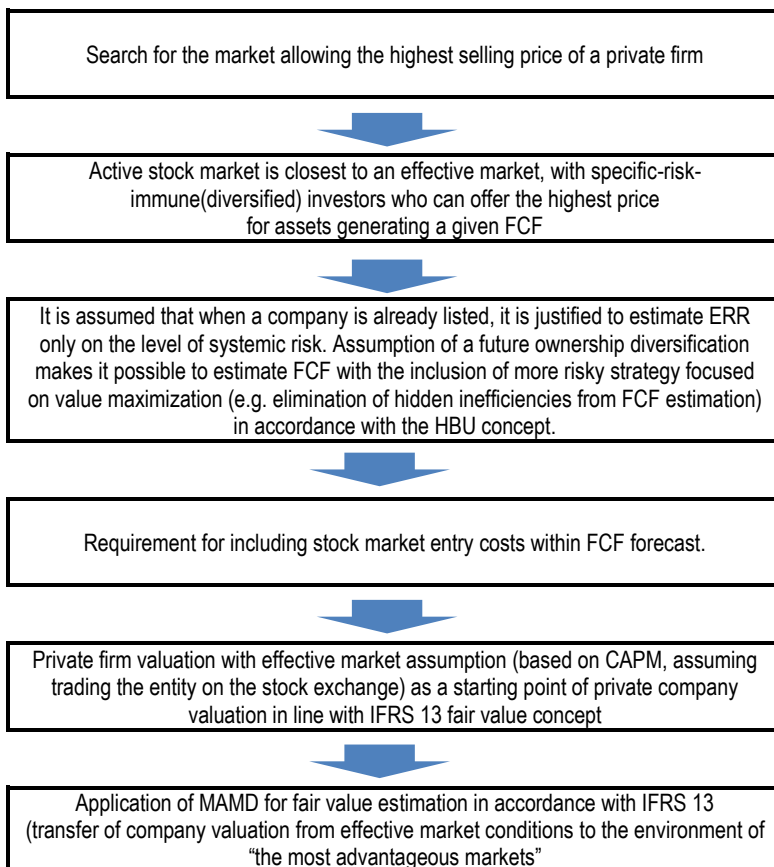 Search for the market allowing the highest selling price of a private firm
Active stock market is closest to an effective market, with specific-risk-
immune(diversified) investors who can offer the highest price
for assets generating a given FCF
It is assumed that when a company is already listed, it is justified to estimate ERR
only on the level of systemic risk. Assumption of a future ownership diversification
makes it possible to estimate FCF with the inclusion of more risky strategy focused
on value maximization (e.g. elimination of hidden inefficiencies from FCF estimation)
in accordance with the HBU concept.
Requirement for including stock market entry costs within FCF forecast.
Private firm valuation with effective market assumption (based on CAPM, assuming
trading the entity on the stock exchange) as a starting point of private company
valuation in line with IFRS 13 fair value concept
Application of MAMD for fair value estimation in accordance with IFRS 13
(transfer of company valuation from effective market conditions to the environment of
“the most advantageous markets”